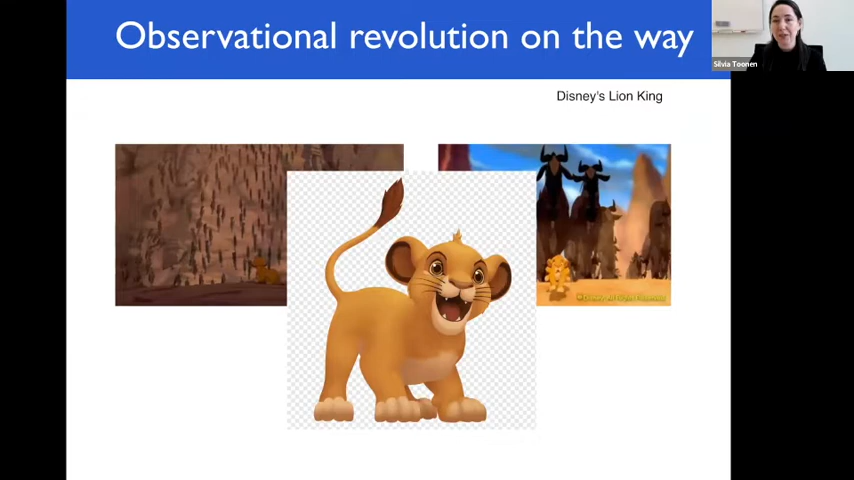 Observational revolution on the way
Silvia Toonen
Disney's Lion King